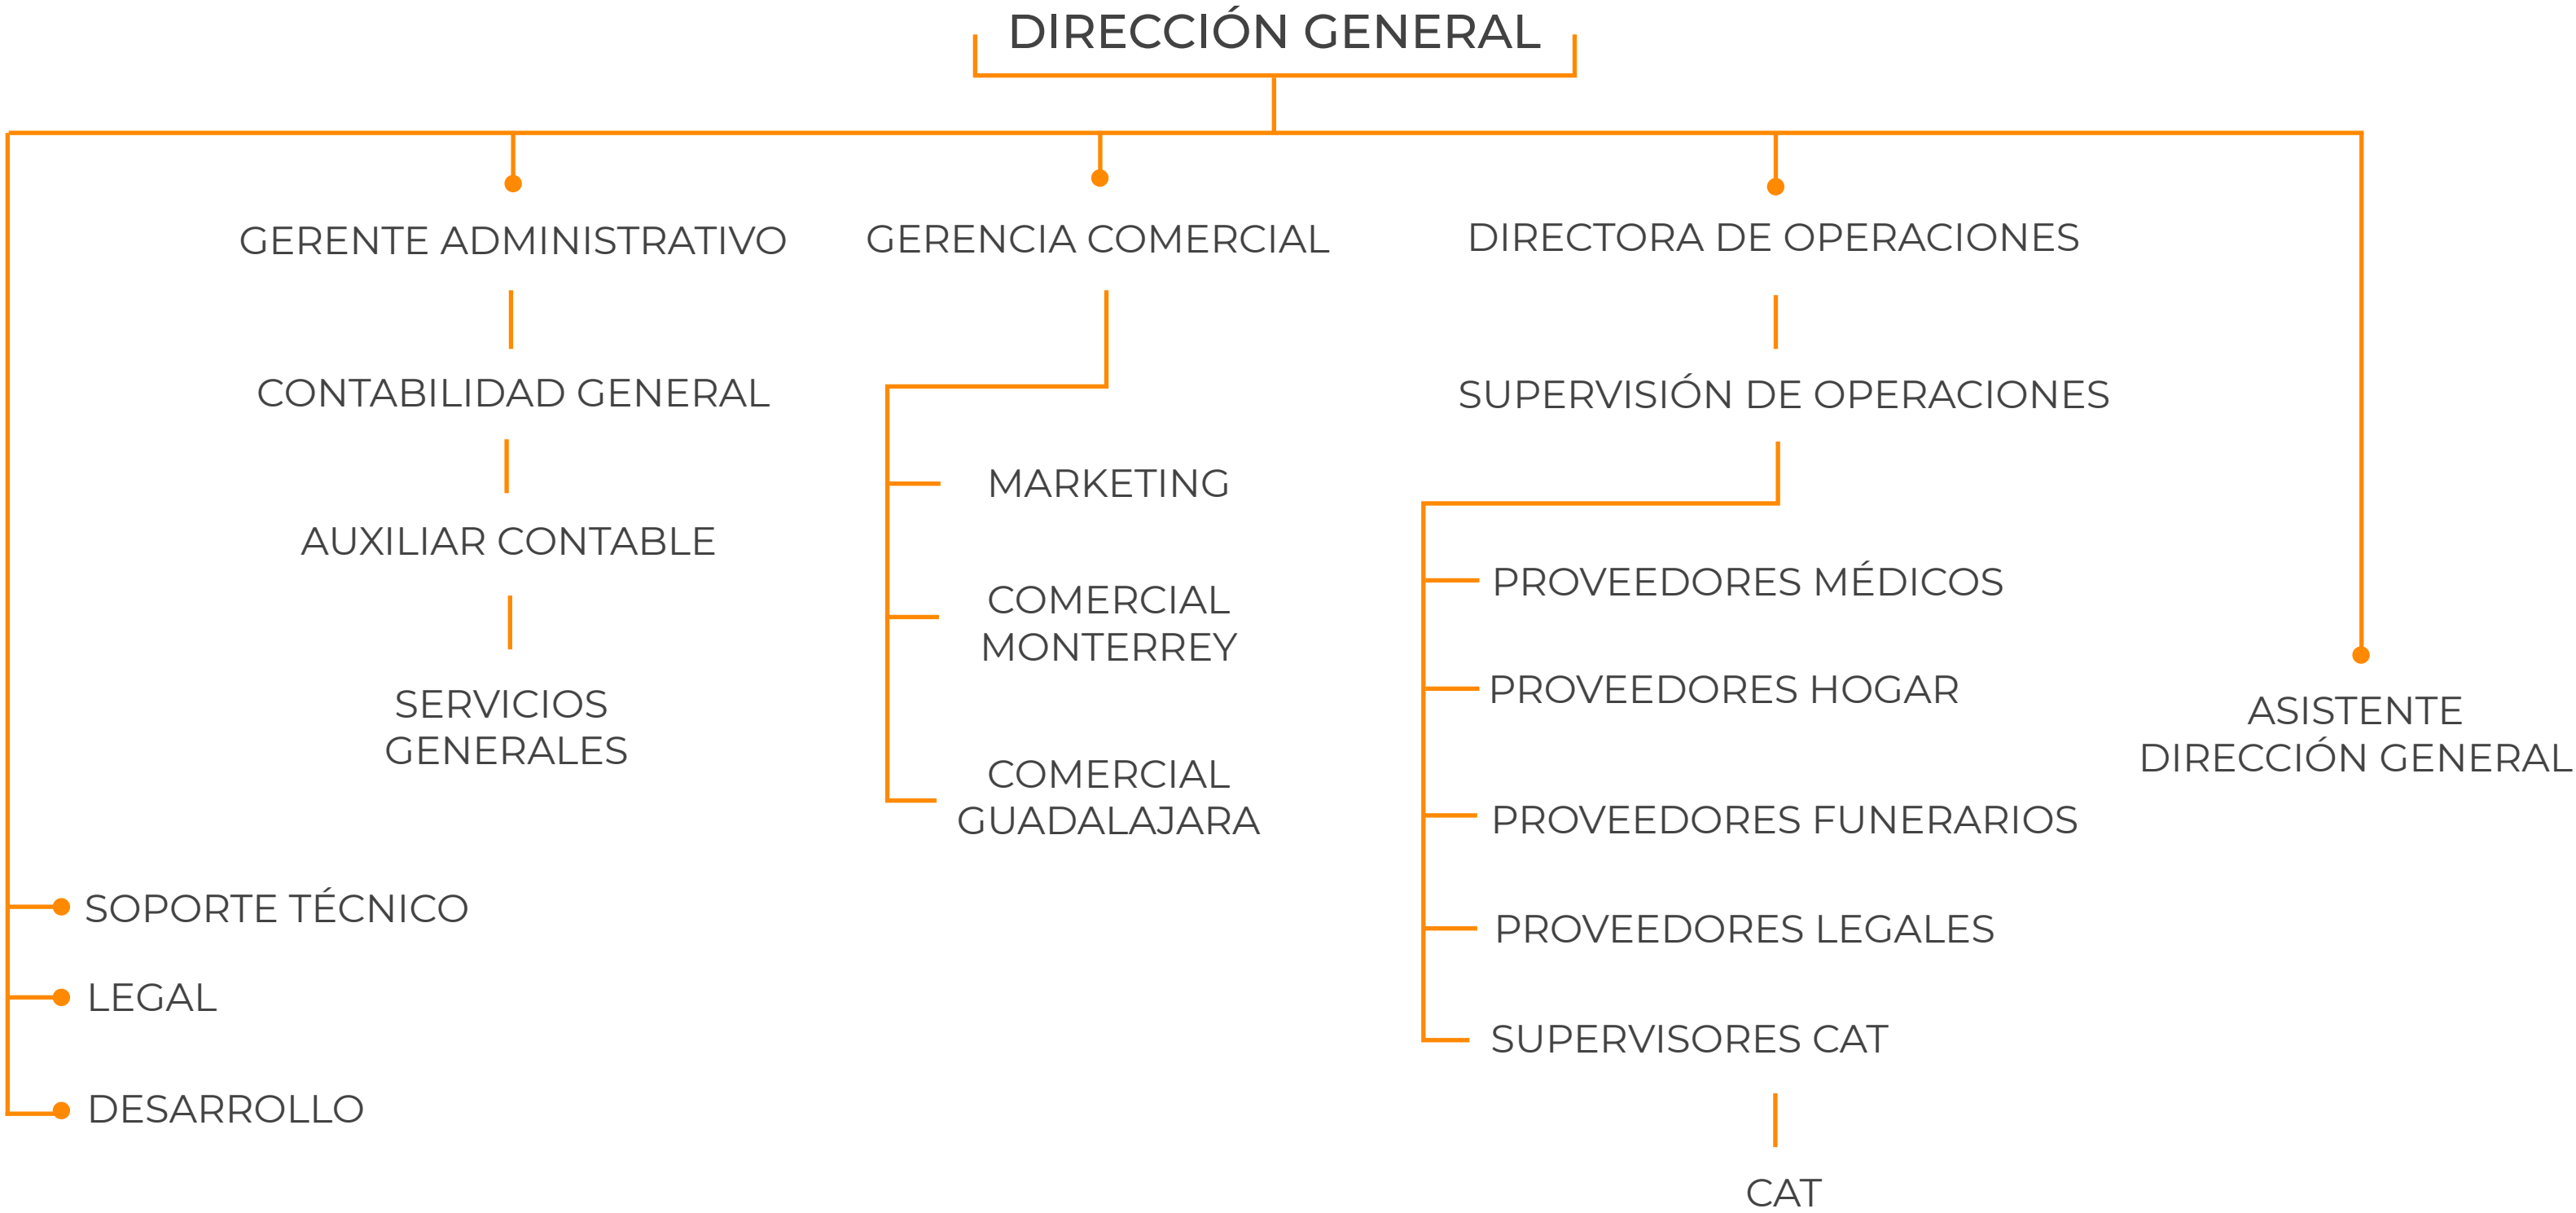 DIRECCIÓN GENERAL
GERENTE ADMINISTRATIVO
CONTABILIDAD GENERAL
AUXILIAR CONTABLE
SERVICIOS
GENERALES
GERENCIA COMERCIAL
MARKETING
COMERCIAL
MONTERREY
COMERCIAL
GUADALAJARA
DIRECTORA DE OPERACIONES
SUPERVISIÓN DE OPERACIONES
PROVEEDORES MÉDICOS
PROVEEDORES HOGAR
PROVEEDORES FUNERARIOS
PROVEEDORES LEGALES
SUPERVISORES CAT
CAT
ASISTENTE
DIRECCIÓN GENERAL
SOPORTE TÉCNICO
LEGAL
DESARROLLO